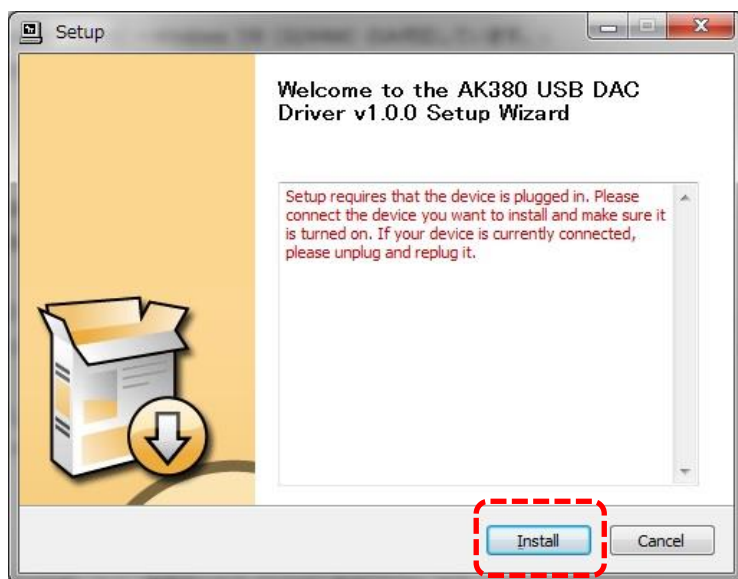 Setup
Welcome to the AK380 USB DAC
Driver v1.0.0 Setup Wizard
Setup requires that the device is plugged in. Please
connect the device you want to install and make sure it
is turned on. If your device is currently connected,
please unplug and replug it.
Install
Cancel